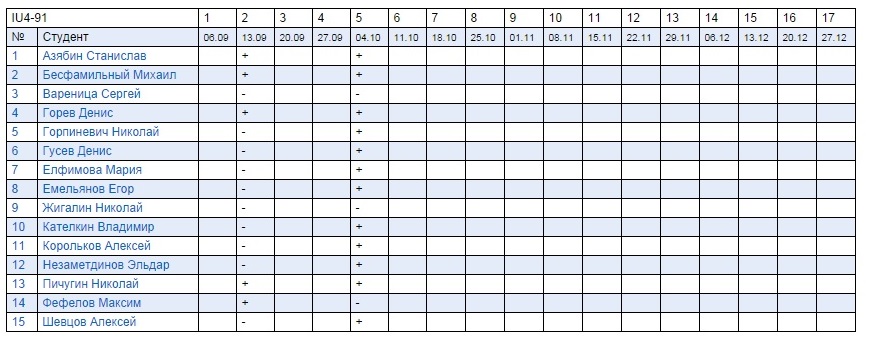 IU4-91 1 2 3 4 5 6 7 8 9 10 11 12 13 14 15 16 17
№ Студент 06.09 13.09 20.09 27.09 04.10 11.10 18.10 25.10 01.11 08.11 15.11 22.11 29.11 06.12 13.12 20.12 27.12
1 Азябин Станислав + +
2 Бесфамильный Михаил + +
3 Вареница Сергей - -
4 Горев Денис + +
5 Горпиневич Николай - +
6 Гусев Денис - +
7 Елфимова Мария - +
8 Емельянов Егор - +
9 Жигалин Николай - -
10 Кателкин Владимир - +
11 Корольков Алексей - +
12 Незаметдинов Эльдар - +
13 Пичугин Николай + +
14 Фефелов Максим + -
15 Шевцов Алексей - +